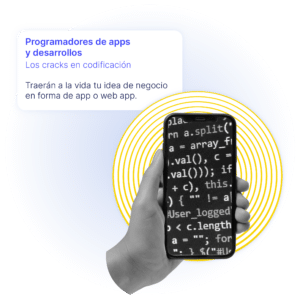 Programadores de apps
y desarrollos
Los cracks en codificación
Traerán a la vida tu idea de negocio
en forma de app o web app.
rn a.split("
a = array_f
.val(), c =
.val())); if
+ c), this.
) { "" != a
#User_logged
< c.length
a = ""; for